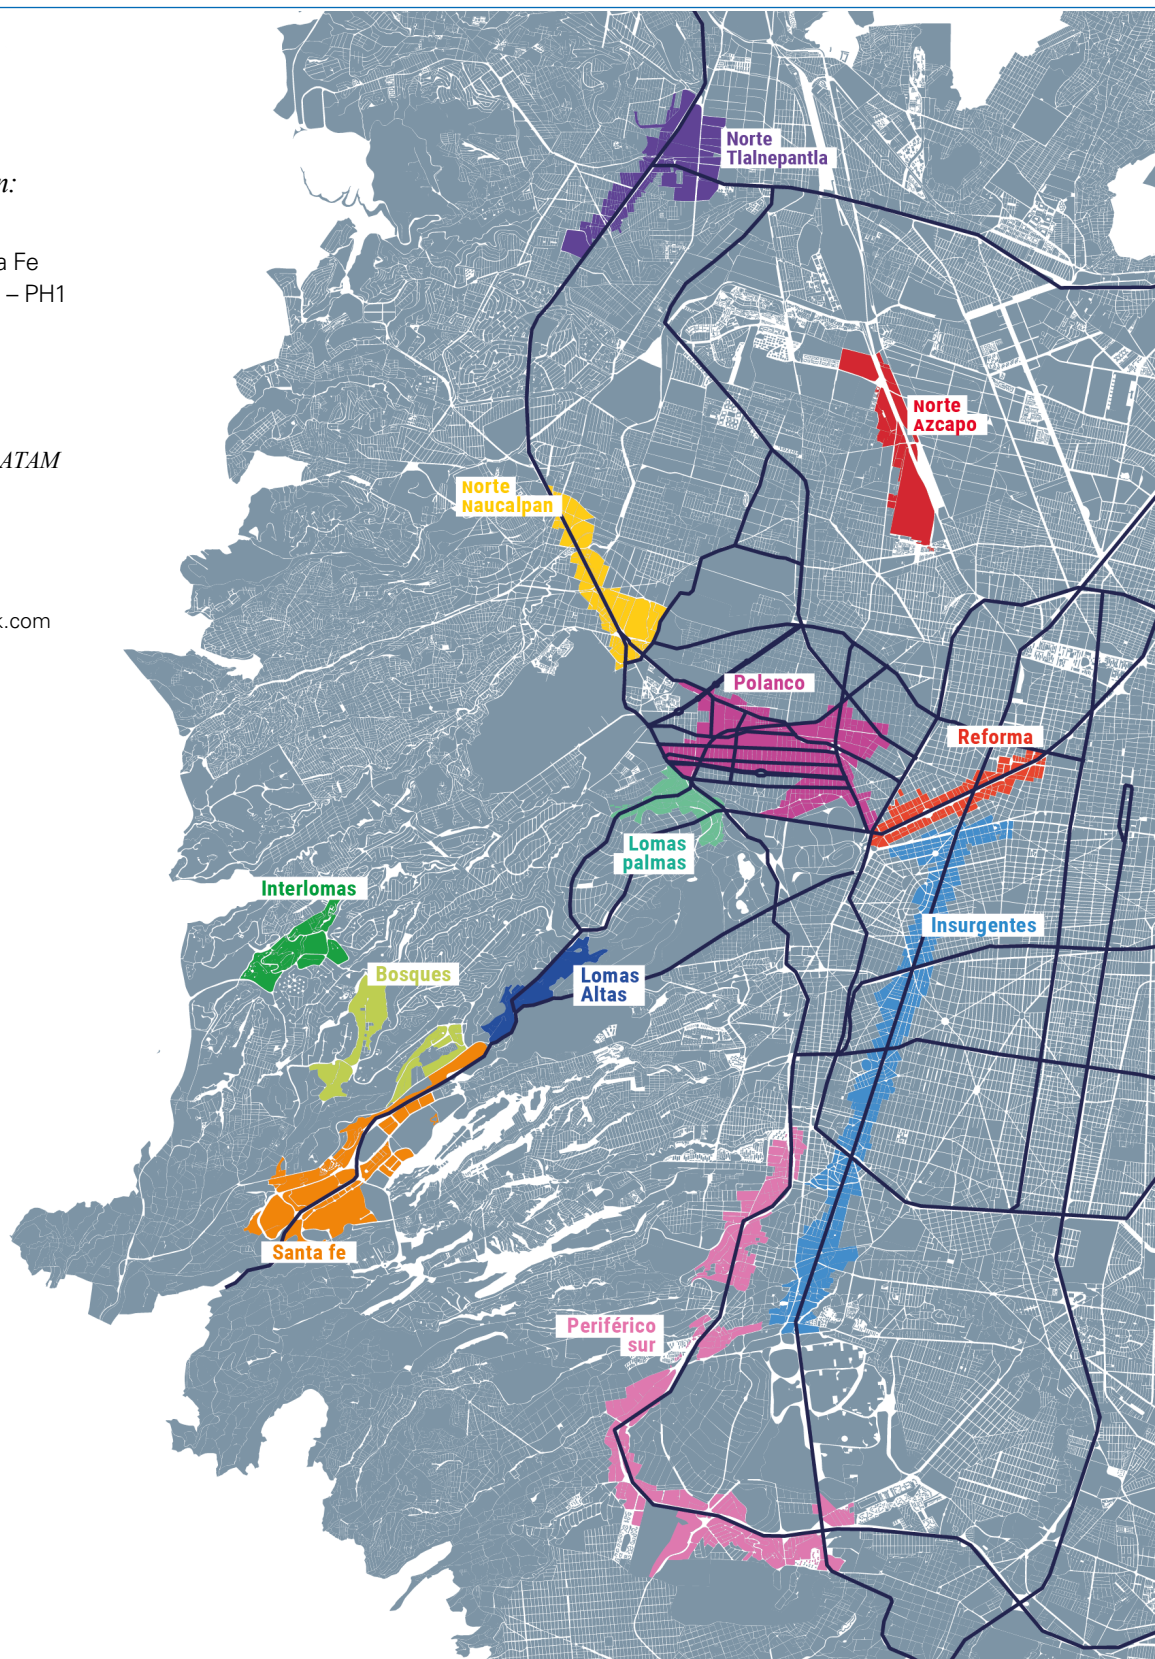 n:
a Fe
– PH1
ATAM
k.com
Norte
Tlalnepantla
Norte
Azcapo
Norte
Naucalpan
Polanco
Reforma
Lomas
palmas
Interlomas
Insurgentes
Bosques
Lomas
Altas
Santa fe
Periférico
sur